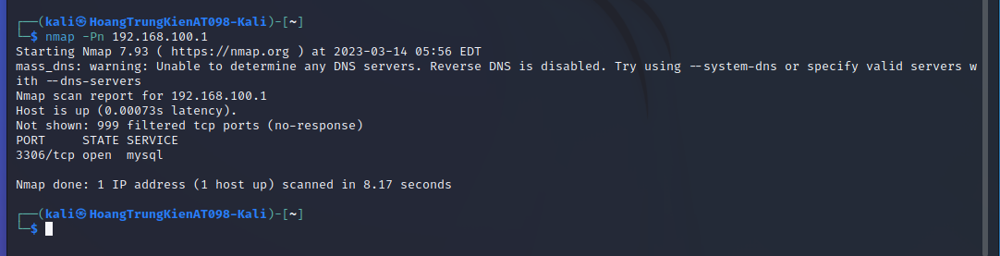 ┌──(kali㉿HoangTrungKienAT098-Kali)-[~]
└─$ nmap -Pn 192.168.100.1
Starting Nmap 7.93 ( https://nmap.org ) at 2023-03-14 05:56 EDT
mass_dns: warning: Unable to determine any DNS servers. Reverse DNS is disabled. Try using --system-dns or specify valid servers w
ith --dns-servers
Nmap scan report for 192.168.100.1
Host is up (0.00073s latency).
Not shown: 999 filtered tcp ports (no-response)
PORT     STATE SERVICE
3306/tcp open  mysql
Nmap done: 1 IP address (1 host up) scanned in 8.17 seconds
┌──(kali㉿HoangTrungKienAT098-Kali)-[~]
└─$